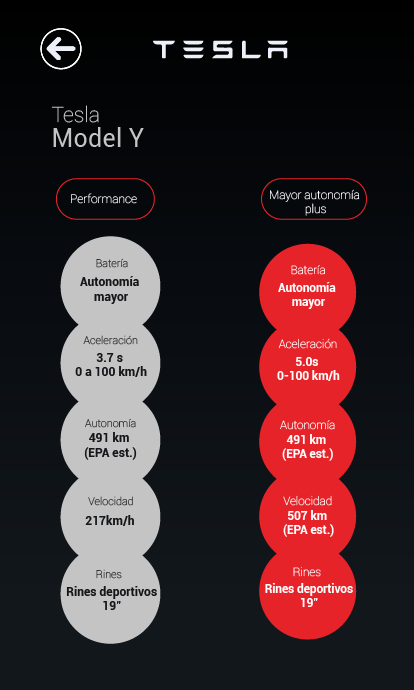 TESLA
Tesla
Model Y
Performance
Batería
Autonomía
mayor
Aceleración
3.7 s
0 a 100 km/h
Autonomía
491 km
(EPA est.)
Velocidad
217km/h
Rines
Rines deportivos
19"
Mayor autonomía
plus
Batería
Autonomía
mayor
Aceleración
5.0s
0-100 km/h
Autonomía
491 km
(EPA est.)
Velocidad
507 km
(EPA est.)
Rines
Rines deportivos
19"